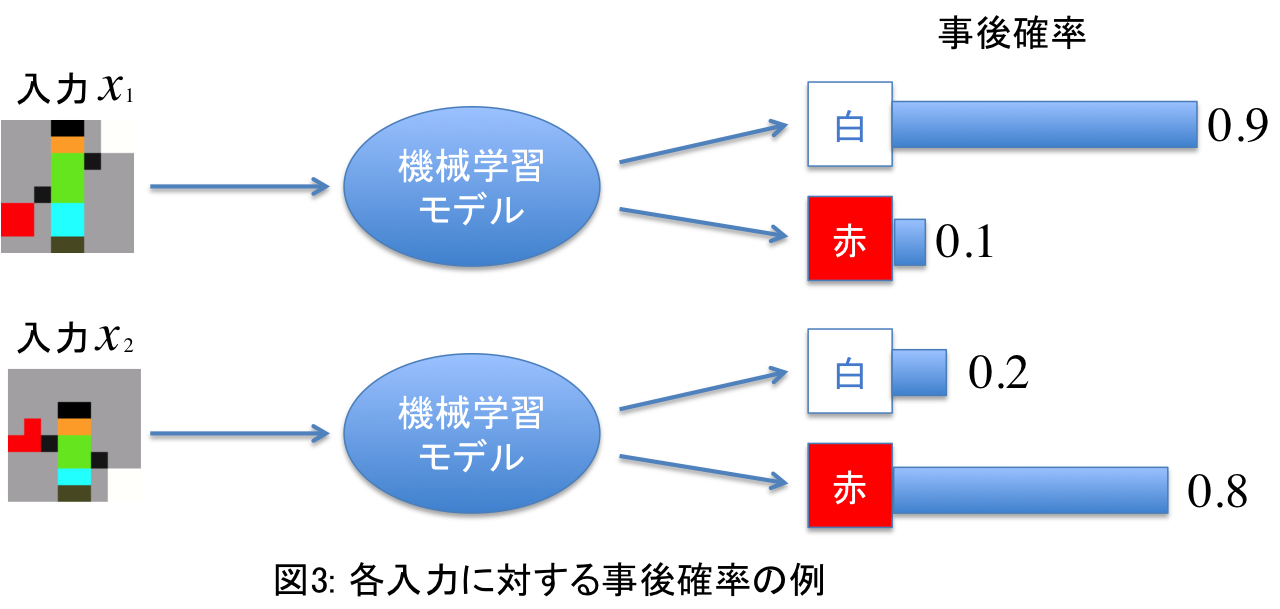 事後確率
入力 x1
機械学習
モデル
白
0.9
赤
0.1
入力 x2
機械学習
モデル
白
0.2
赤
0.8
図3: 各入力に対する事後確率の例